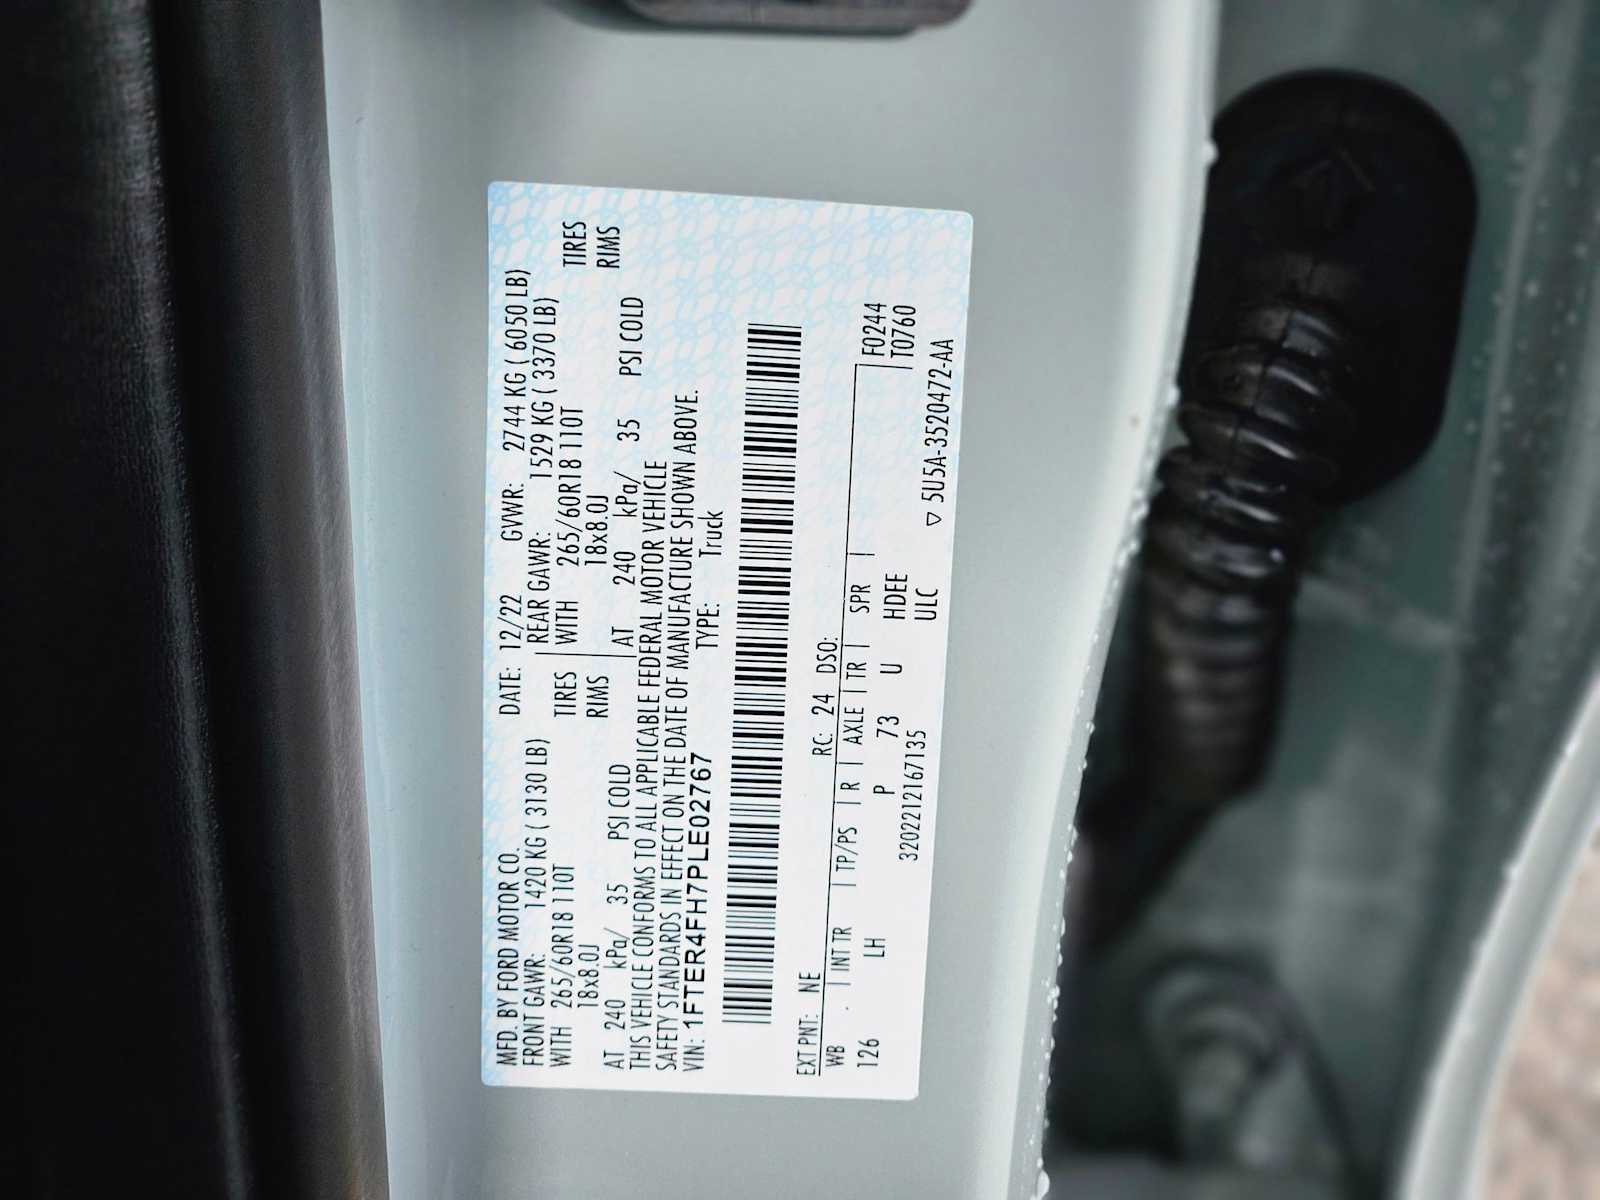 MFD. BY FORD MOTOR CO. DATE: 12/22 GVWR: 2744 KG ( 6050 LB)
FRONT GAWR: 1420 KG ( 3130 LB) REAR GAWR: 1529 KG ( 3370 LB)
WITH 265/60R18 110T TIRES WITH 265/60R18 110T TIRES
18x8.0J RIMS 18x8.0J RIMS
AT 240 kPa/ 35 PSI COLD AT 240 kPa/ 35 PSI COLD
THIS VEHICLE CONFORMS TO ALL APPLICABLE FEDERAL MOTOR VEHICLE
SAFETY STANDARDS IN EFFECT ON THE DATE OF MANUFACTURE SHOWN ABOVE.
VIN: 1FTER4FH7PLE02767 TYPE: Truck
EXT PNT: NE RC: 24 DSO:
WB . | INT TR | TP/PS | R | AXLE | TR | SPR | F0244
126 LH P 73 U HDEE T0760
3202212167135 ULC ▽ 5U5A-3520472-AA